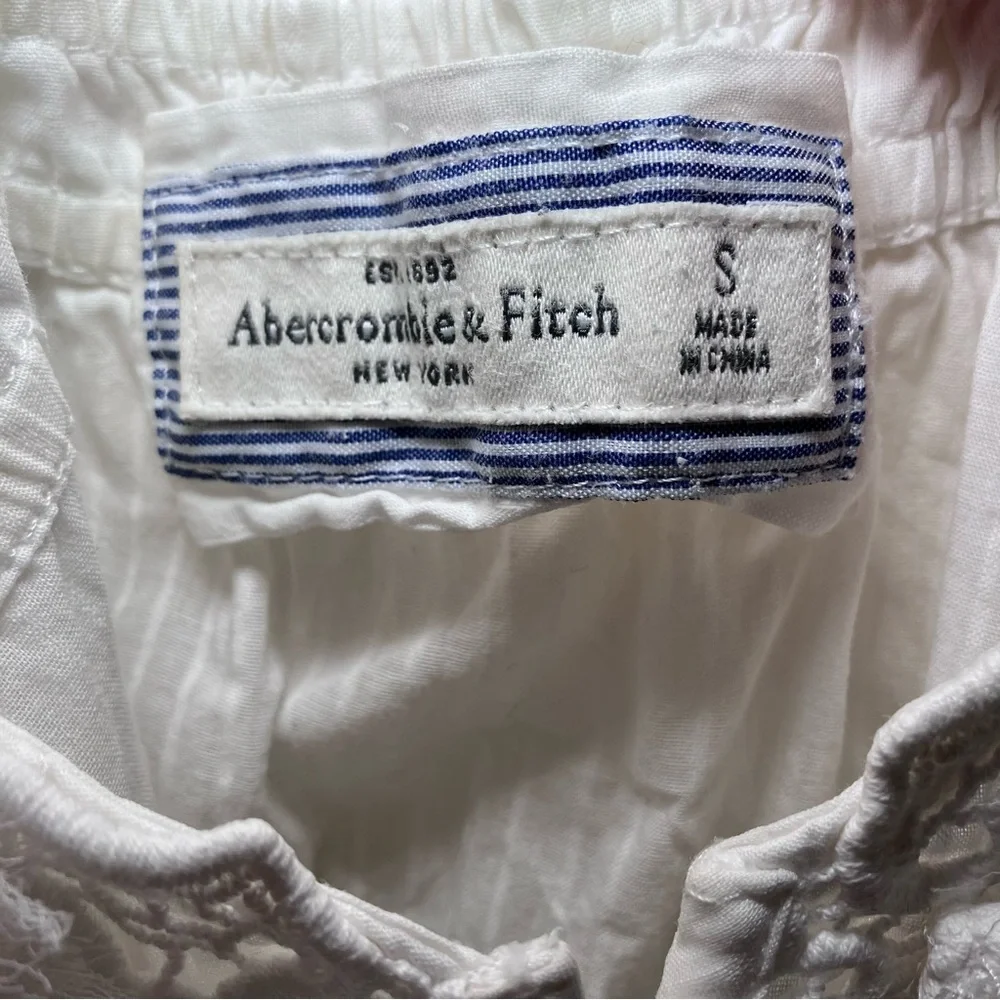 EST 1892
Abercrombie & Fitch
NEW YORK
S
MADE
IN CHINA